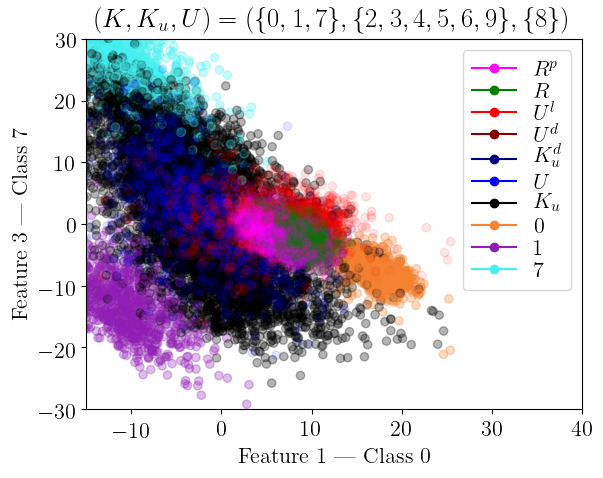 (K, K_u, U) = ({0, 1, 7}, {2, 3, 4, 5, 6, 9}, {8})
30
20
10
0
−10
−20
−30
Feature 3 — Class 7
R^p
R
U^l
U^d
K_u^d
U
K_u
0
1
7
−10
0
10
20
30
40
Feature 1 — Class 0